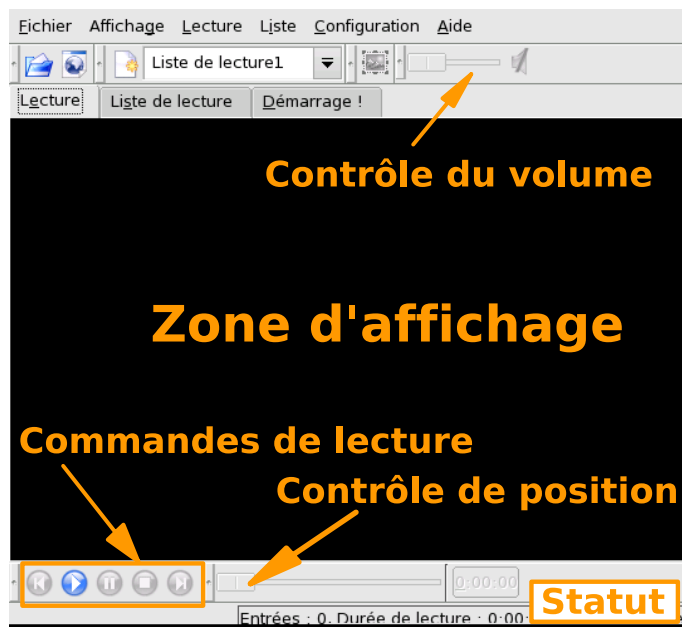 Fichier Affichage Lecture Liste Configuration Aide
Liste de lecture1
Lecture Liste de lecture Démarrage !
Contrôle du volume
Zone d'affichage
Commandes de lecture
Contrôle de position
0:00:00
Statut
Entrées : 0. Durée de lecture : 0:00: